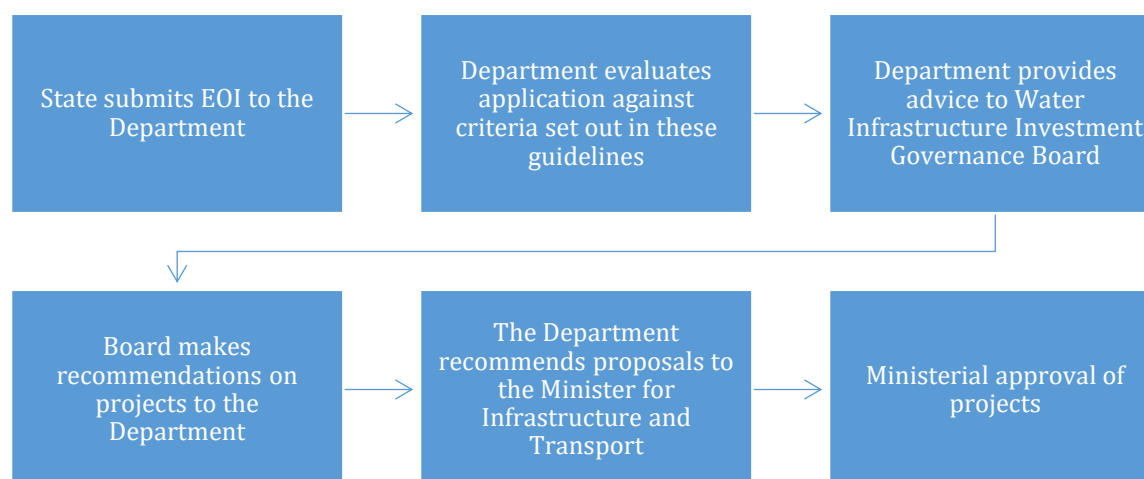 State submits EOI to the
Department
Department evaluates
application against
criteria set out in these
guidelines
Department provides
advice to Water
Infrastructure Investment
Governance Board
Board makes
recommendations on
projects to the
Department
The Department
recommends proposals to
the Minister for
Infrastructure and
Transport
Ministerial approval of
projects